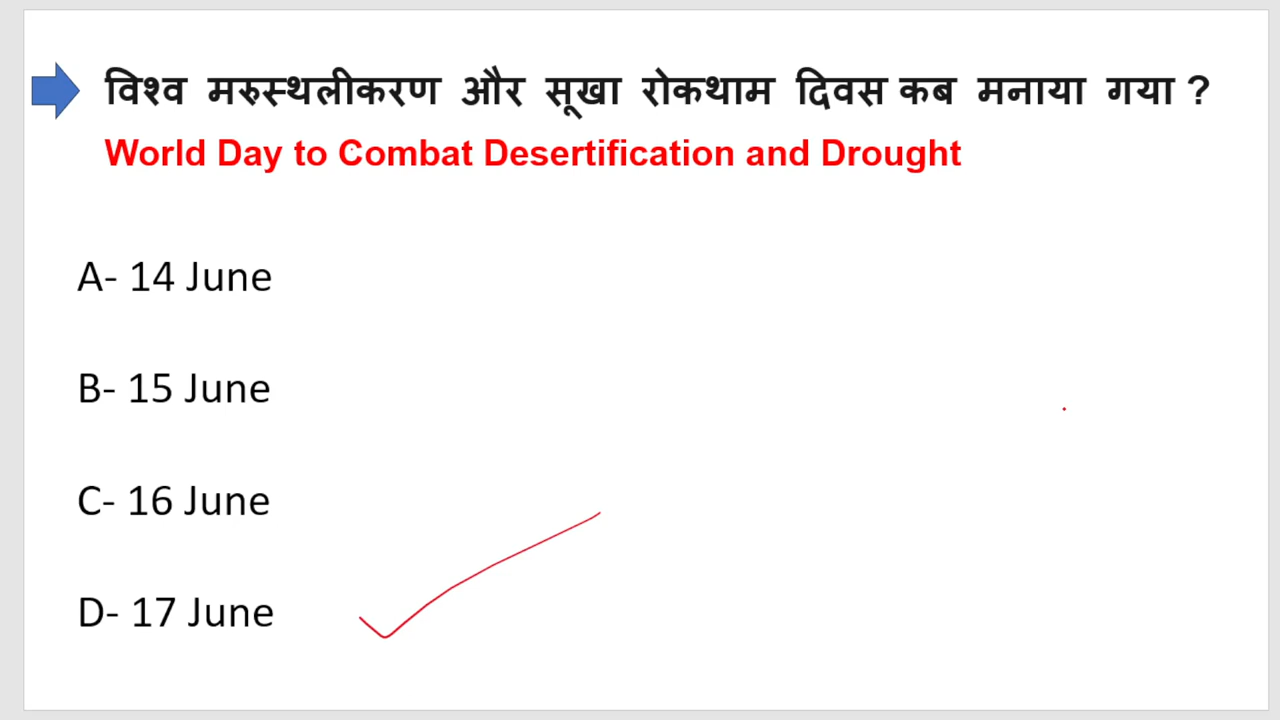 विश्व मरुस्थलीकरण और सूखा रोकथाम दिवस कब मनाया गया ?
World Day to Combat Desertification and Drought
A- 14 June
B- 15 June
C- 16 June
D- 17 June